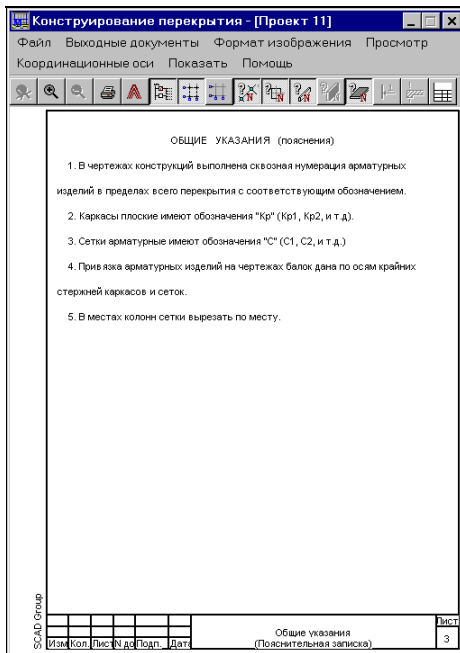 Конструирование перекрытия - [Проект 11]
Файл Выходные документы Формат изображения Просмотр
Координационные оси Показать Помощь
ОБЩИЕ УКАЗАНИЯ (пояснения)
1. В чертежах конструкций выполнена сквозная нумерация арматурных
изделий в пределах всего перекрытия с соответствующим обозначением.
2. Каркасы плоские имеют обозначения "Кр" (Кр1, Кр2, и т.д).
3. Сетки арматурные имеют обозначения "С" (С1, С2, и т.д.)
4. Привязка арматурных изделий на чертежах балок дана по осям крайних
стержней каркасов и сеток.
5. В местах колонн сетки вырезать по месту.
SCAD Group
Изм Кол. Лист N до Подп. Дата
Общие указания
(Пояснительная записка)
Лист
3